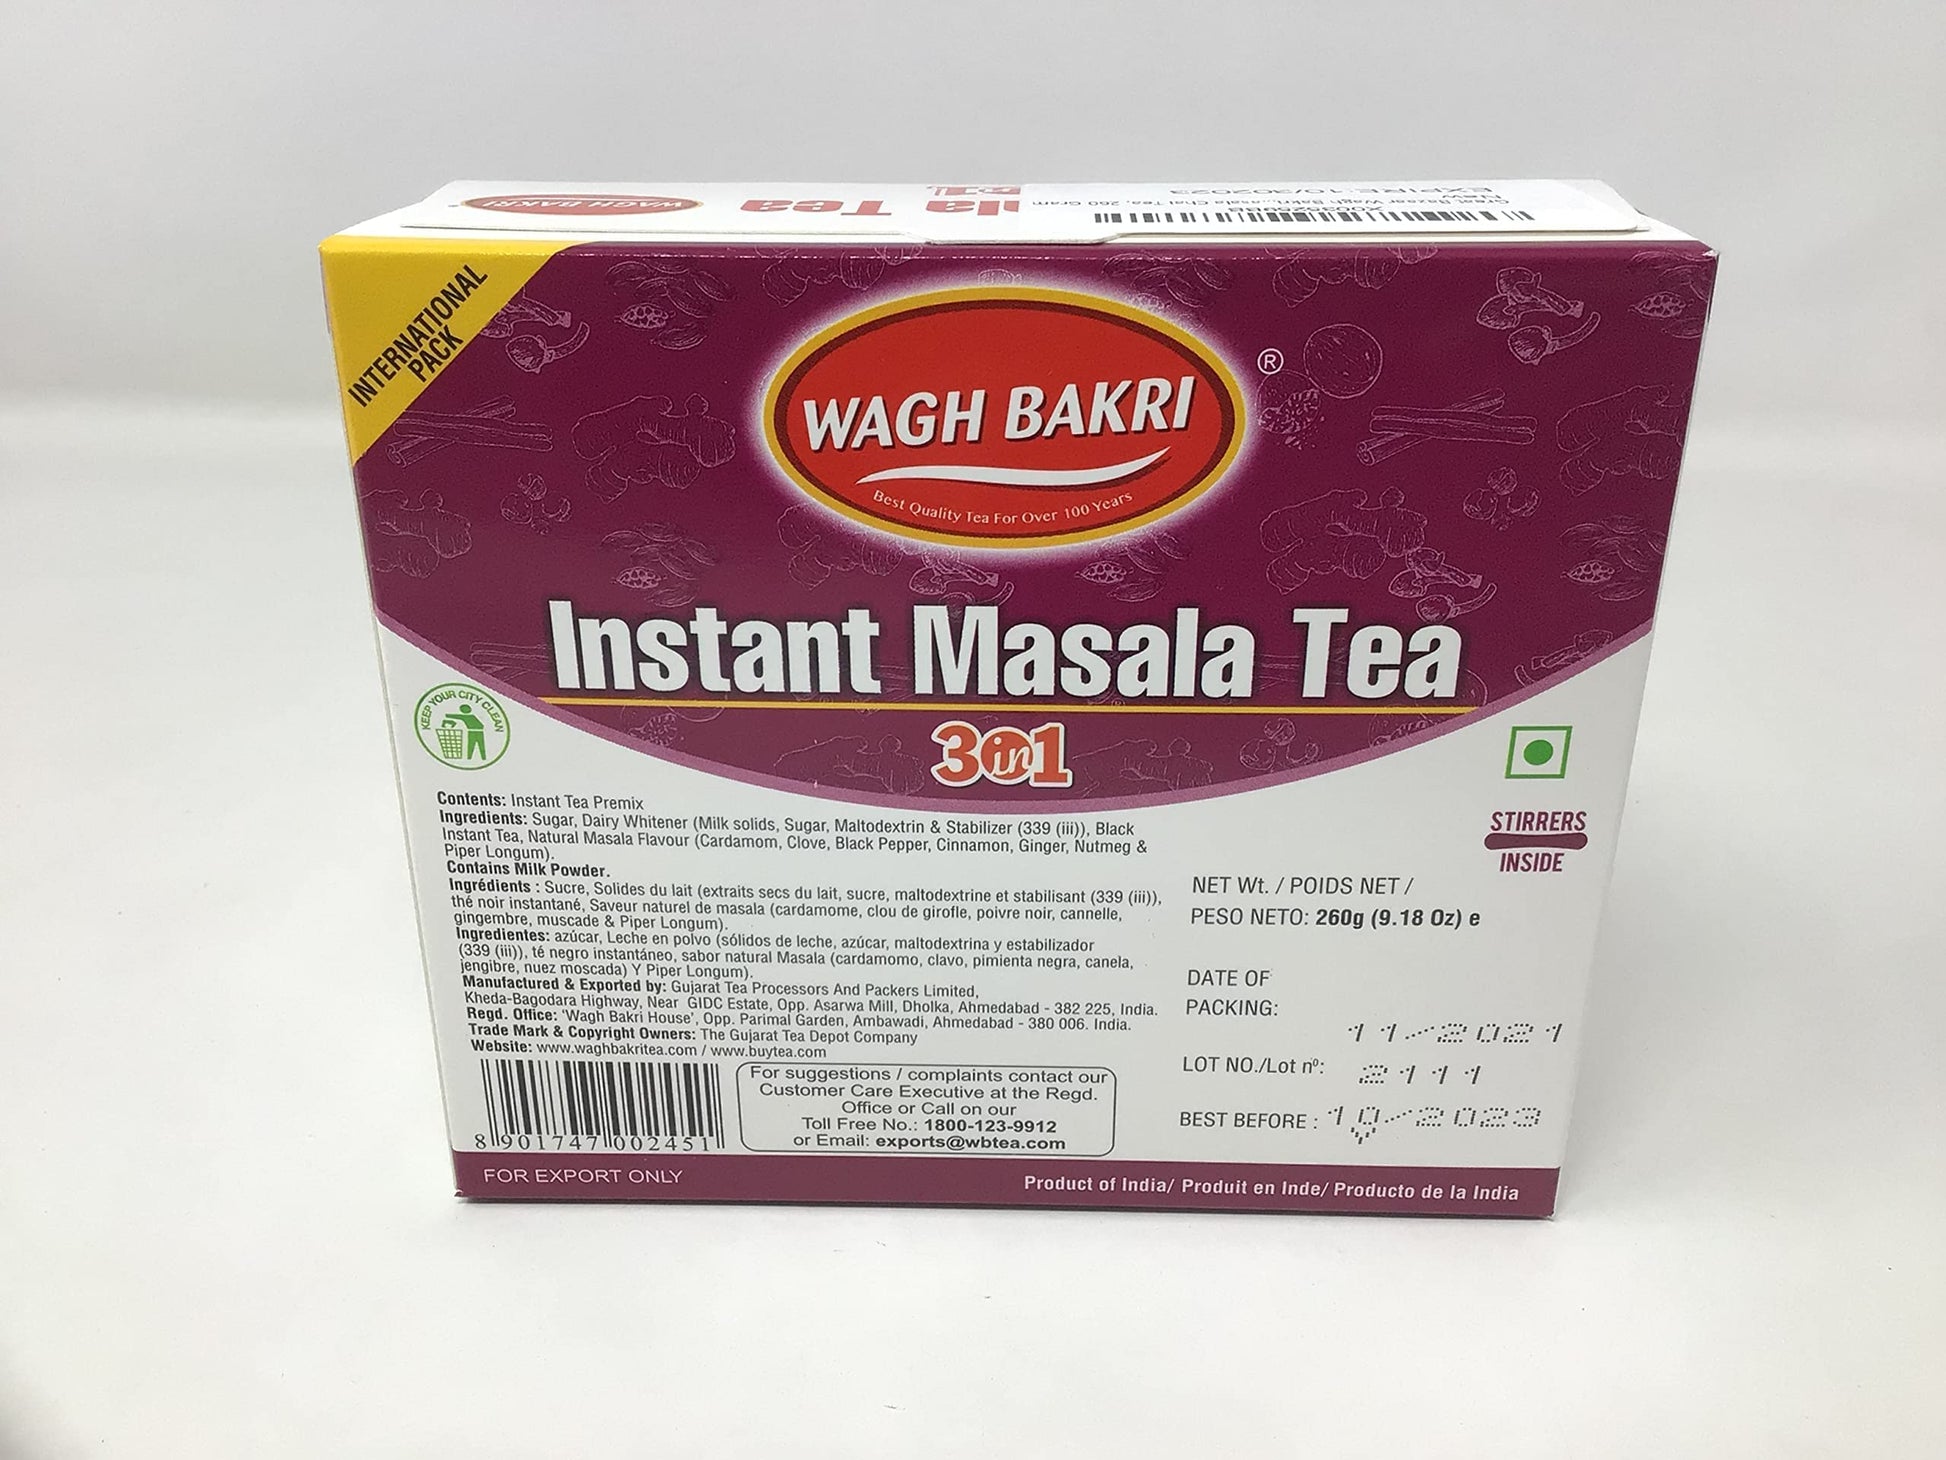 WAGH BAKRI
Tea
EXPIRE: 10/302023
New
Great Bazaar Wagh Bakri...asala Chai Tea, 260 Gram
INTERNATIONAL
PACK
WAGH BAKRI
®
Best Quality Tea For Over 100 Years
Instant Masala Tea
3in1
KEEP YOUR CITY CLEAN
STIRRERS
INSIDE
Contents: Instant Tea Premix
Ingredients: Sugar, Dairy Whitener (Milk solids, Sugar, Maltodextrin & Stabilizer (339 (iii)), Black
Instant Tea, Natural Masala Flavour (Cardamom, Clove, Black Pepper, Cinnamon, Ginger, Nutmeg &
Piper Longum).
Contains Milk Powder.
Ingrédients : Sucre, Solides du lait (extraits secs du lait, sucre, maltodextrine et stabilisant (339 (iii)),
thé noir instantané, Saveur naturel de masala (cardamome, clou de girofle, poivre noir, cannelle,
gingembre, muscade & Piper Longum).
Ingredientes: azúcar, Leche en polvo (sólidos de leche, azúcar, maltodextrina y estabilizador
(339 (iii)), té negro instantáneo, sabor natural Masala (cardamomo, clavo, pimienta negra, canela,
jengibre, nuez moscada) Y Piper Longum).
Manufactured & Exported by: Gujarat Tea Processors And Packers Limited,
Kheda-Bagodara Highway, Near GIDC Estate, Opp. Asarwa Mill, Dholka, Ahmedabad - 382 225, India.
Regd. Office: 'Wagh Bakri House', Opp. Parimal Garden, Ambawadi, Ahmedabad - 380 006. India.
Trade Mark & Copyright Owners: The Gujarat Tea Depot Company
Website: www.waghbakritea.com / www.buytea.com
8 901747 002451
For suggestions / complaints contact our
Customer Care Executive at the Regd.
Office or Call on our
Toll Free No.: 1800-123-9912
or Email: exports@wbtea.com
NET Wt. / POIDS NET /
PESO NETO: 260g (9.18 Oz) e
DATE OF
PACKING:
11/2021
LOT NO./Lot nº: 2111
BEST BEFORE : 10/2023
FOR EXPORT ONLY
Product of India/ Produit en Inde/ Producto de la India